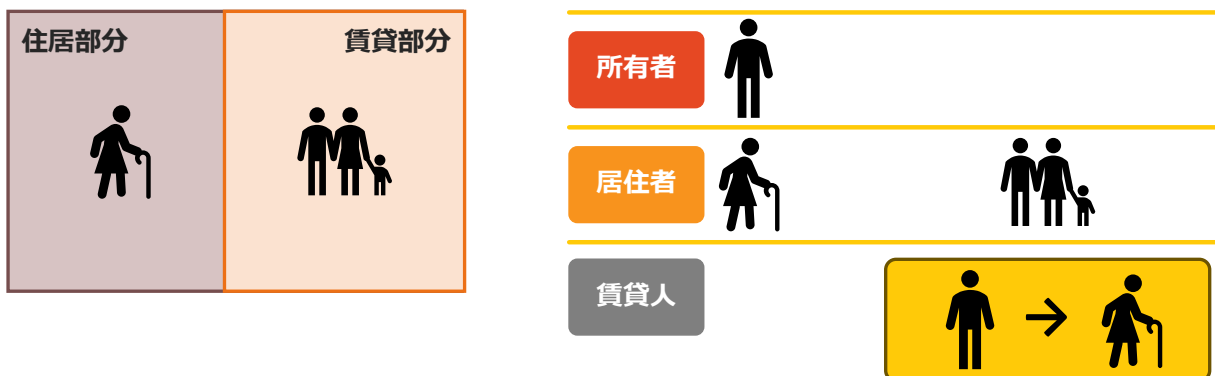 住居部分
賃貸部分
所有者
居住者
賃貸人